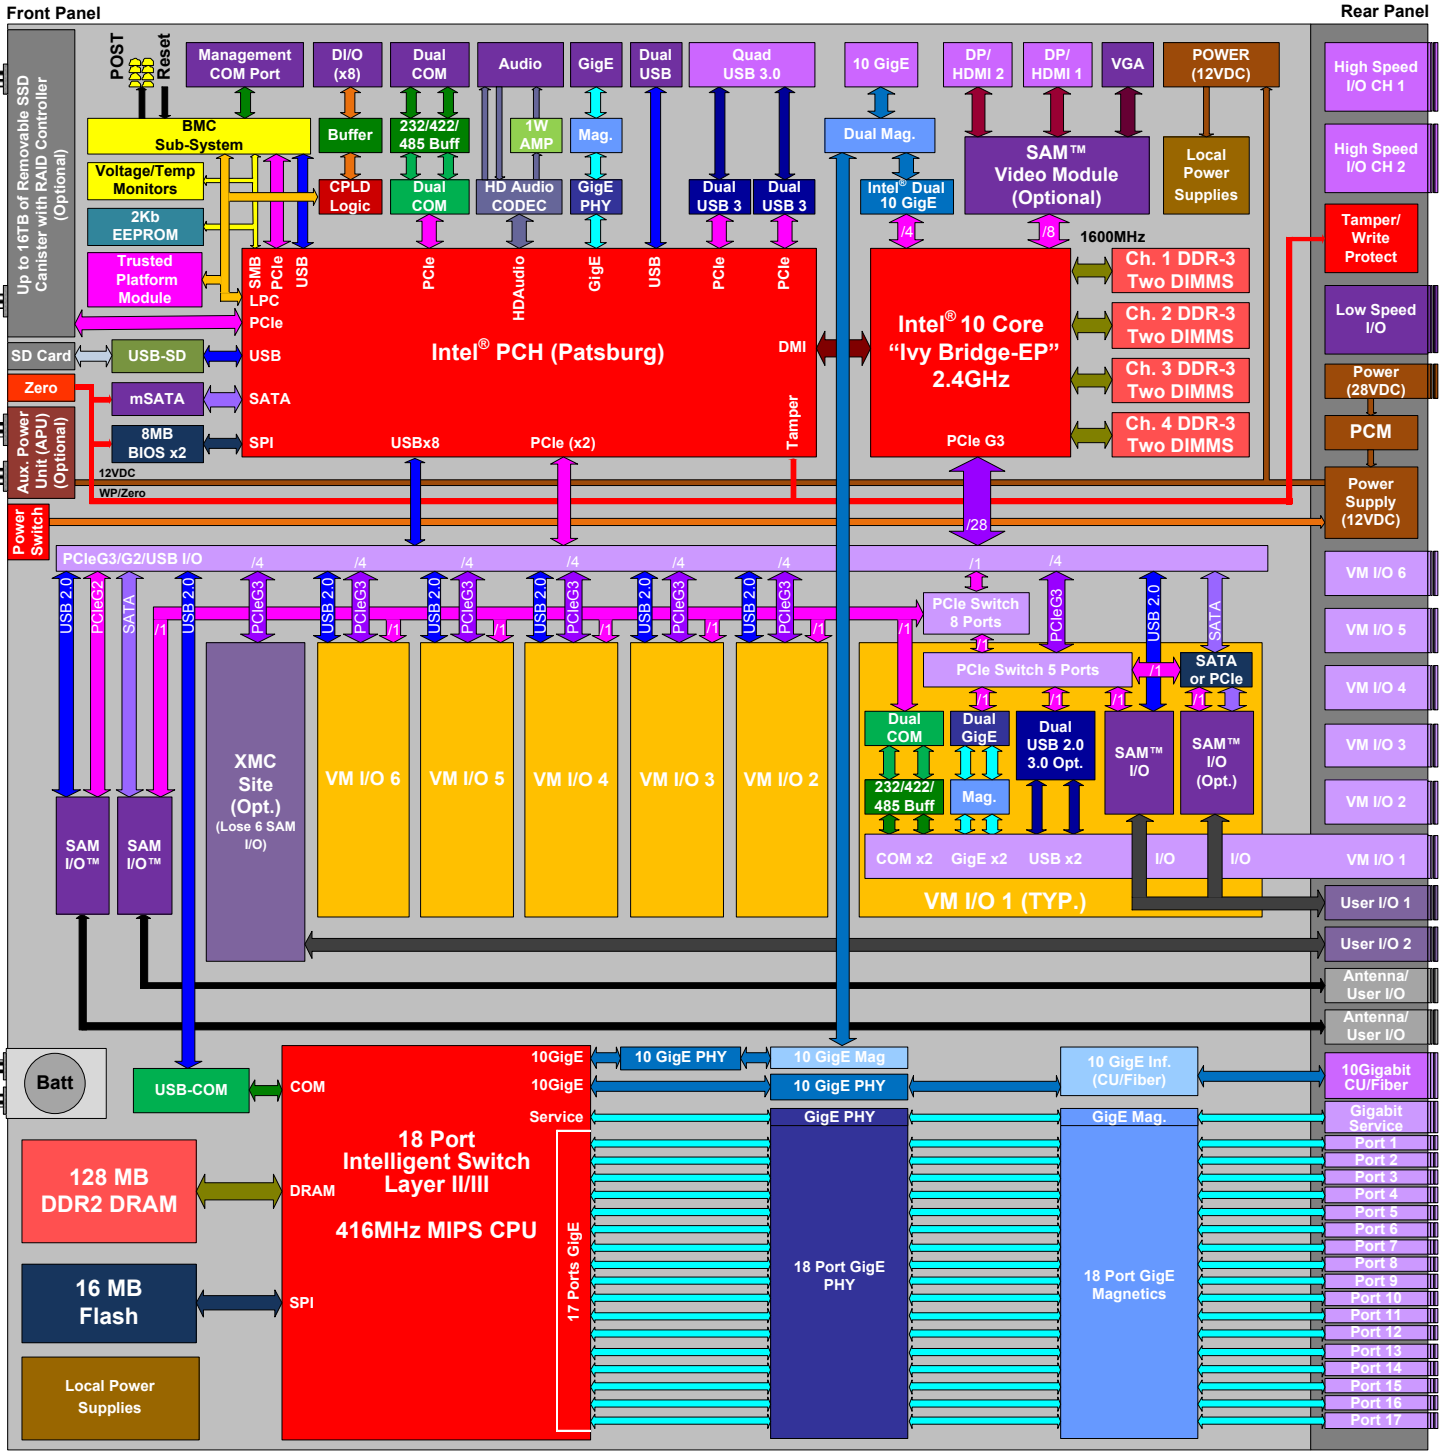 Front Panel
Rear Panel
Up to 16TB of Removable SSD
Canister with RAID Controller
(Optional)
POST
Reset
Management
COM Port
DI/O
(x8)
Dual
COM
Audio
GigE
Dual
USB
Quad
USB 3.0
10 GigE
DP/
HDMI 2
DP/
HDMI 1
VGA
POWER
(12VDC)
High Speed
I/O CH 1
BMC
Sub-System
Buffer
232/422/
485 Buff
1W
AMP
Mag.
Dual Mag.
SAM™
Video Module
(Optional)
Local
Power
Supplies
High Speed
I/O CH 2
Voltage/Temp
Monitors
CPLD
Logic
Dual
COM
HD Audio
CODEC
GigE
PHY
Dual
USB 3
Dual
USB 3
Intel® Dual
10 GigE
2Kb
EEPROM
Tamper/
Write
Protect
/4
/8
1600MHz
Trusted
Platform
Module
SMB
PCIe
USB
PCIe
HDAudio
GigE
USB
PCIe
PCIe
LPC
PCIe
USB
SATA
SPI
Intel® PCH (Patsburg)
DMI
USBx8
PCIe (x2)
Tamper
Intel® 10 Core
“Ivy Bridge-EP”
2.4GHz
PCIe G3
Ch. 1 DDR-3
Two DIMMS
Ch. 2 DDR-3
Two DIMMS
Ch. 3 DDR-3
Two DIMMS
Ch. 4 DDR-3
Two DIMMS
Low Speed
I/O
SD Card
USB-SD
Zero
mSATA
8MB
BIOS x2
Aux. Power
Unit (APU)
(Optional)
12VDC
WP/Zero
Power
Switch
Power
(28VDC)
PCM
Power
Supply
(12VDC)
/28
PCIeG3/G2/USB I/O
/4
/4
/4
/4
/4
/4
/1
/4
USB 2.0
PCIeG2
SATA
/1
USB 2.0
PCIeG3
USB 2.0
PCIeG3
/1
USB 2.0
PCIeG3
/1
USB 2.0
PCIeG3
/1
USB 2.0
PCIeG3
/1
USB 2.0
PCIeG3
/1
/1
PCIe Switch
8 Ports
PCIeG3
USB 2.0
SATA
/1
PCIe Switch 5 Ports
/1
SATA
or PCIe
/1
/1
/1
/1
Dual
COM
Dual
GigE
Dual
USB 2.0
3.0 Opt.
SAM™
I/O
SAM™
I/O
(Opt.)
232/422/
485 Buff
Mag.
COM x2
GigE x2
USB x2
I/O
I/O
VM I/O 1 (TYP.)
XMC
Site
(Opt.)
(Lose 6 SAM
I/O)
VM I/O 6
VM I/O 5
VM I/O 4
VM I/O 3
VM I/O 2
SAM
I/O™
SAM
I/O™
VM I/O 6
VM I/O 5
VM I/O 4
VM I/O 3
VM I/O 2
VM I/O 1
User I/O 1
User I/O 2
Antenna/
User I/O
Antenna/
User I/O
Batt
USB-COM
COM
10GigE
10GigE
Service
10 GigE PHY
10 GigE Mag
10 GigE PHY
10 GigE Inf.
(CU/Fiber)
10Gigabit
CU/Fiber
GigE PHY
GigE Mag.
Gigabit
Service
128 MB
DDR2 DRAM
DRAM
18 Port
Intelligent Switch
Layer II/III
416MHz MIPS CPU
17 Ports GigE
16 MB
Flash
SPI
18 Port GigE
PHY
18 Port GigE
Magnetics
Local Power
Supplies
Port 1
Port 2
Port 3
Port 4
Port 5
Port 6
Port 7
Port 8
Port 9
Port 10
Port 11
Port 12
Port 13
Port 14
Port 15
Port 16
Port 17